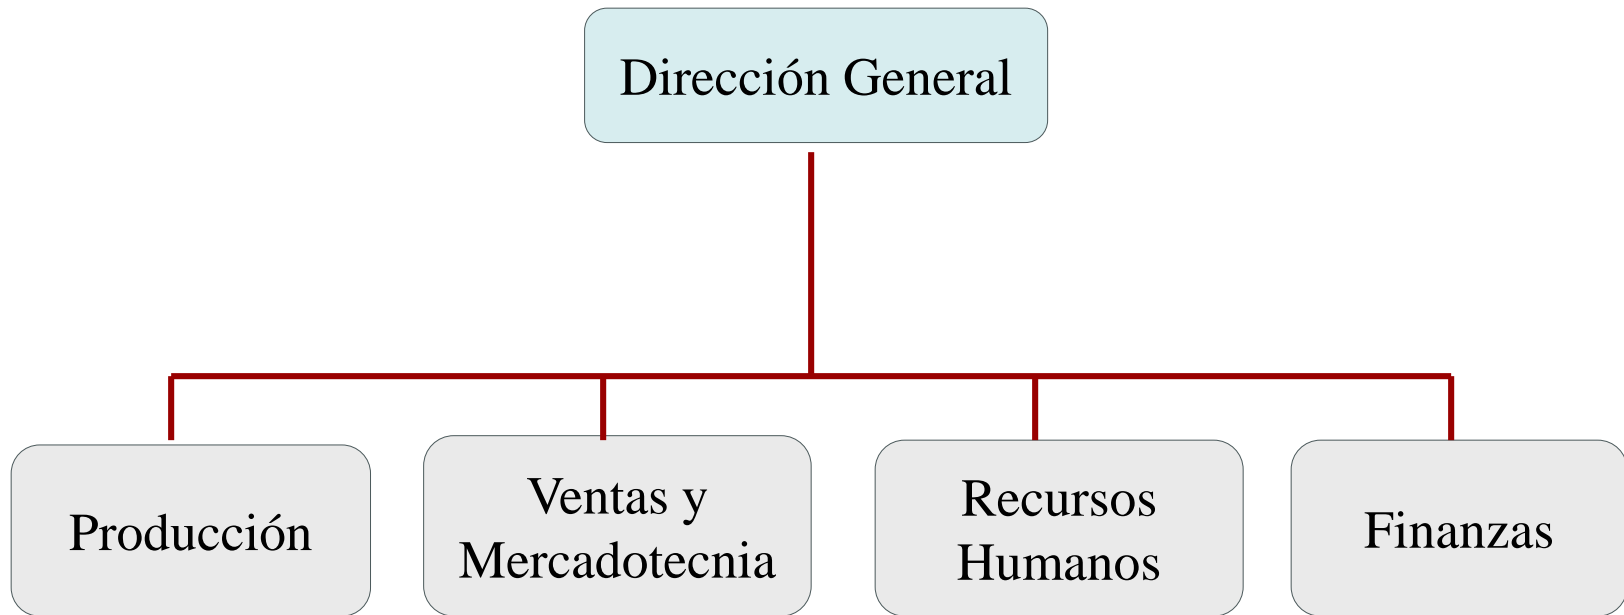 Dirección General
Producción
Ventas y
Mercadotecnia
Recursos
Humanos
Finanzas